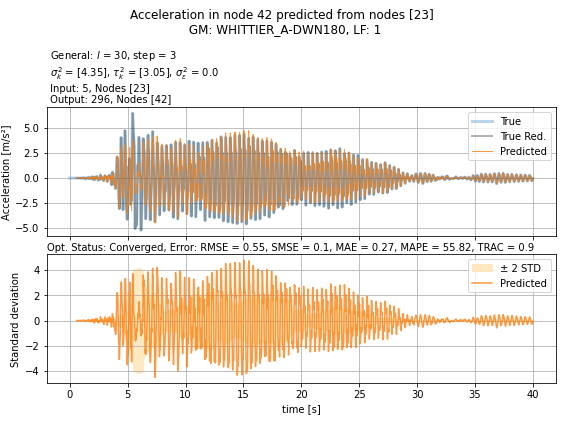 Acceleration in node 42 predicted from nodes [23]
GM: WHITTIER_A-DWN180, LF: 1
General: l = 30, step = 3
σ²ₖ = [4.35], τ²ₖ = [3.05], σ²ε = 0.0
Input: 5, Nodes [23]
Output: 296, Nodes [42]
Acceleration [m/s²]
5.0
2.5
0.0
−2.5
−5.0
True
True Red.
Predicted
Opt. Status: Converged, Error: RMSE = 0.55, SMSE = 0.1, MAE = 0.27, MAPE = 55.82, TRAC = 0.9
Standard deviation
4
2
0
−2
−4
± 2 STD
Predicted
0 5 10 15 20 25 30 35 40
time [s]